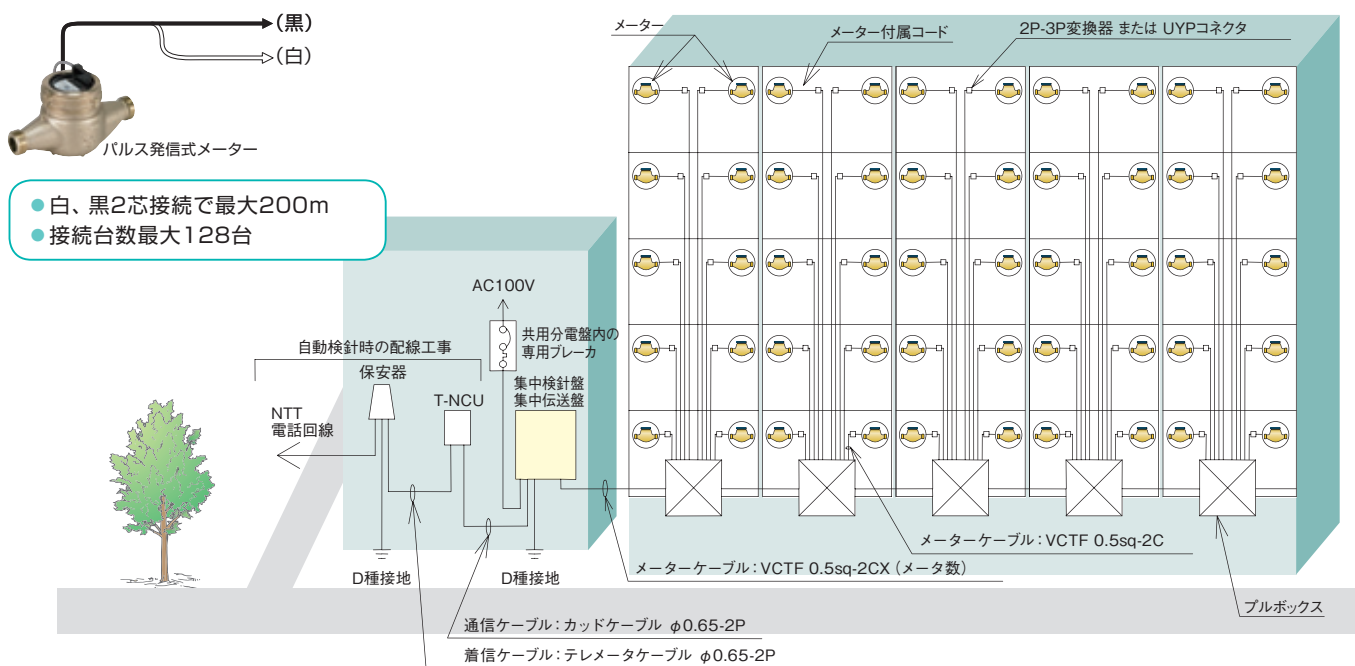 (黒)
(白)
パルス発信式メーター
●白、黒2芯接続で最大200m
●接続台数最大128台
メーター
メーター付属コード
2P-3P変換器 または UYPコネクタ
AC100V
共用分電盤内の
専用ブレーカ
自動検針時の配線工事
保安器
T-NCU
集中検針盤
集中伝送盤
NTT
電話回線
D種接地
D種接地
メーターケーブル:VCTF 0.5sq-2C
メーターケーブル:VCTF 0.5sq-2CX(メータ数)
プルボックス
通信ケーブル:カッドケーブル φ0.65-2P
着信ケーブル:テレメータケーブル φ0.65-2P